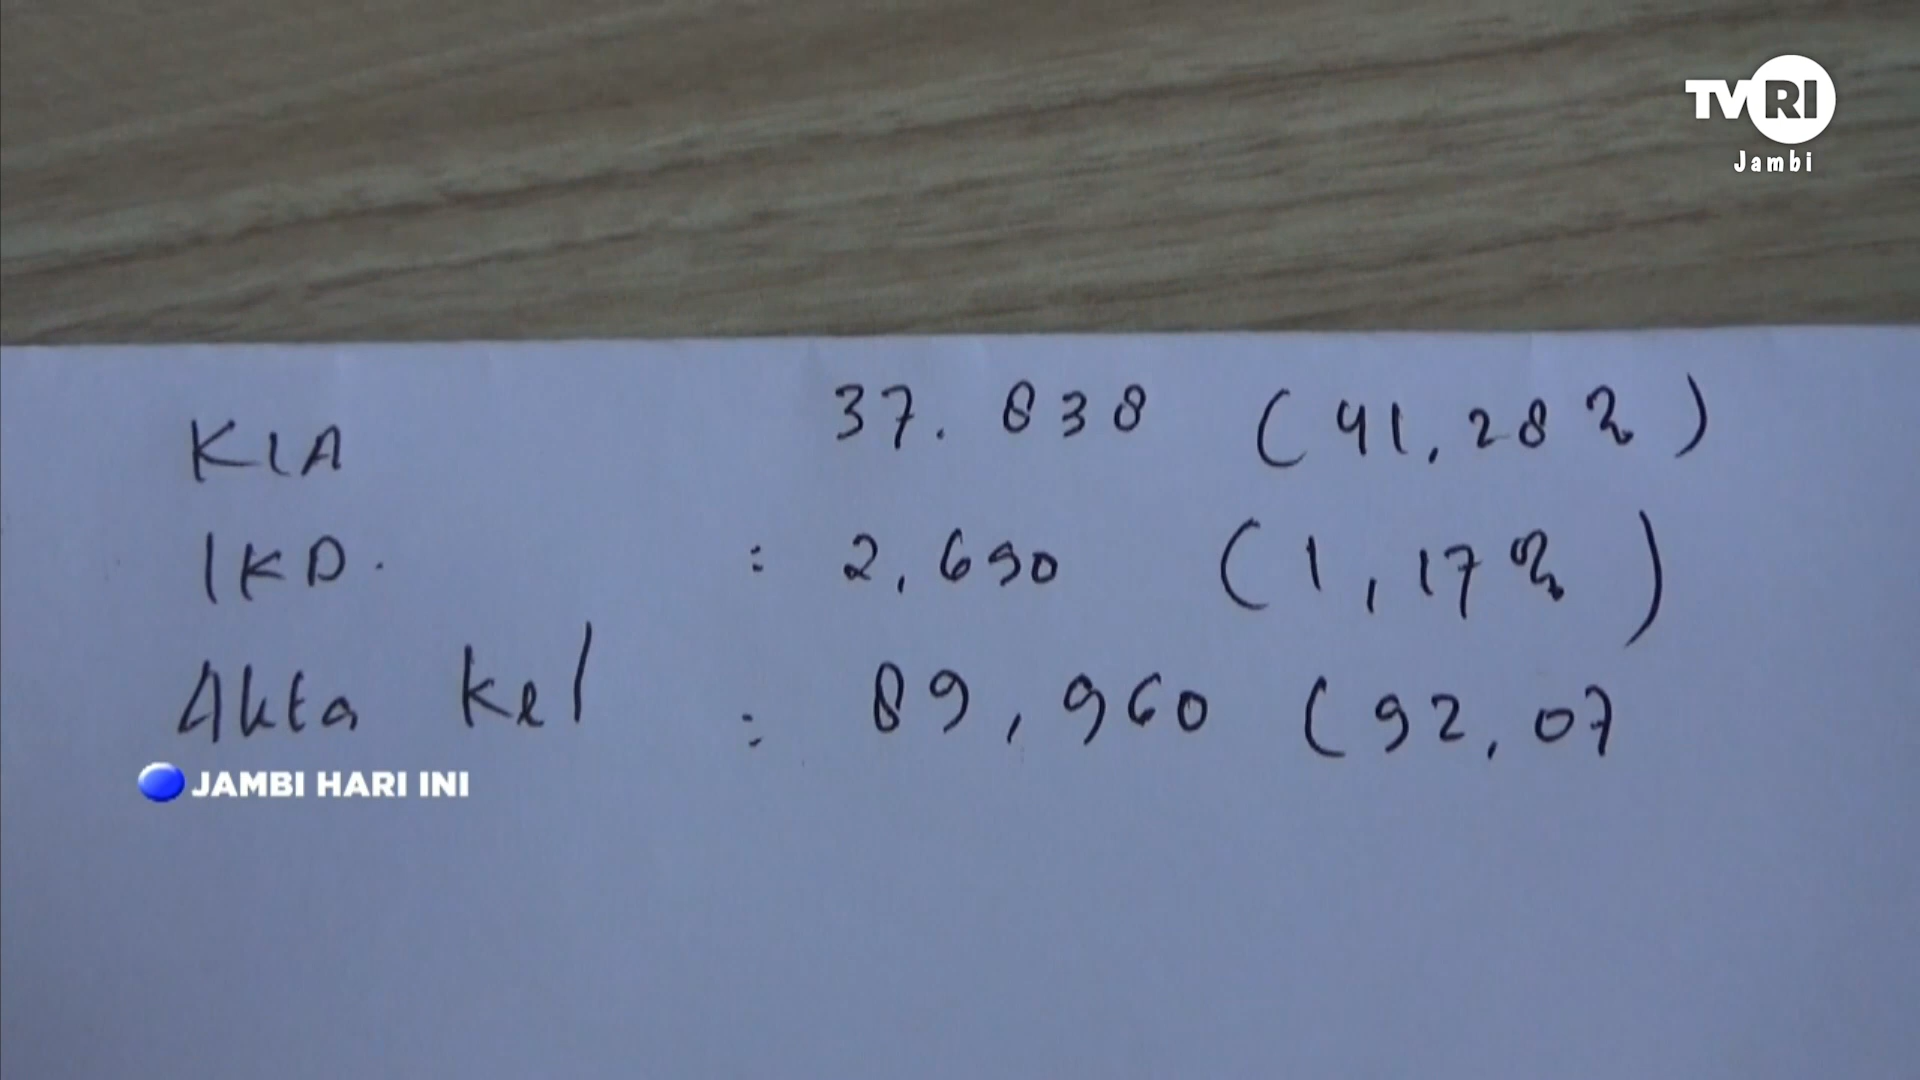 TVRI
Jambi
KIA 37.838 (41,28%)
IKD. : 2,690 (1,17%)
Akta kel : 89,960 (92,07
JAMBI HARI INI